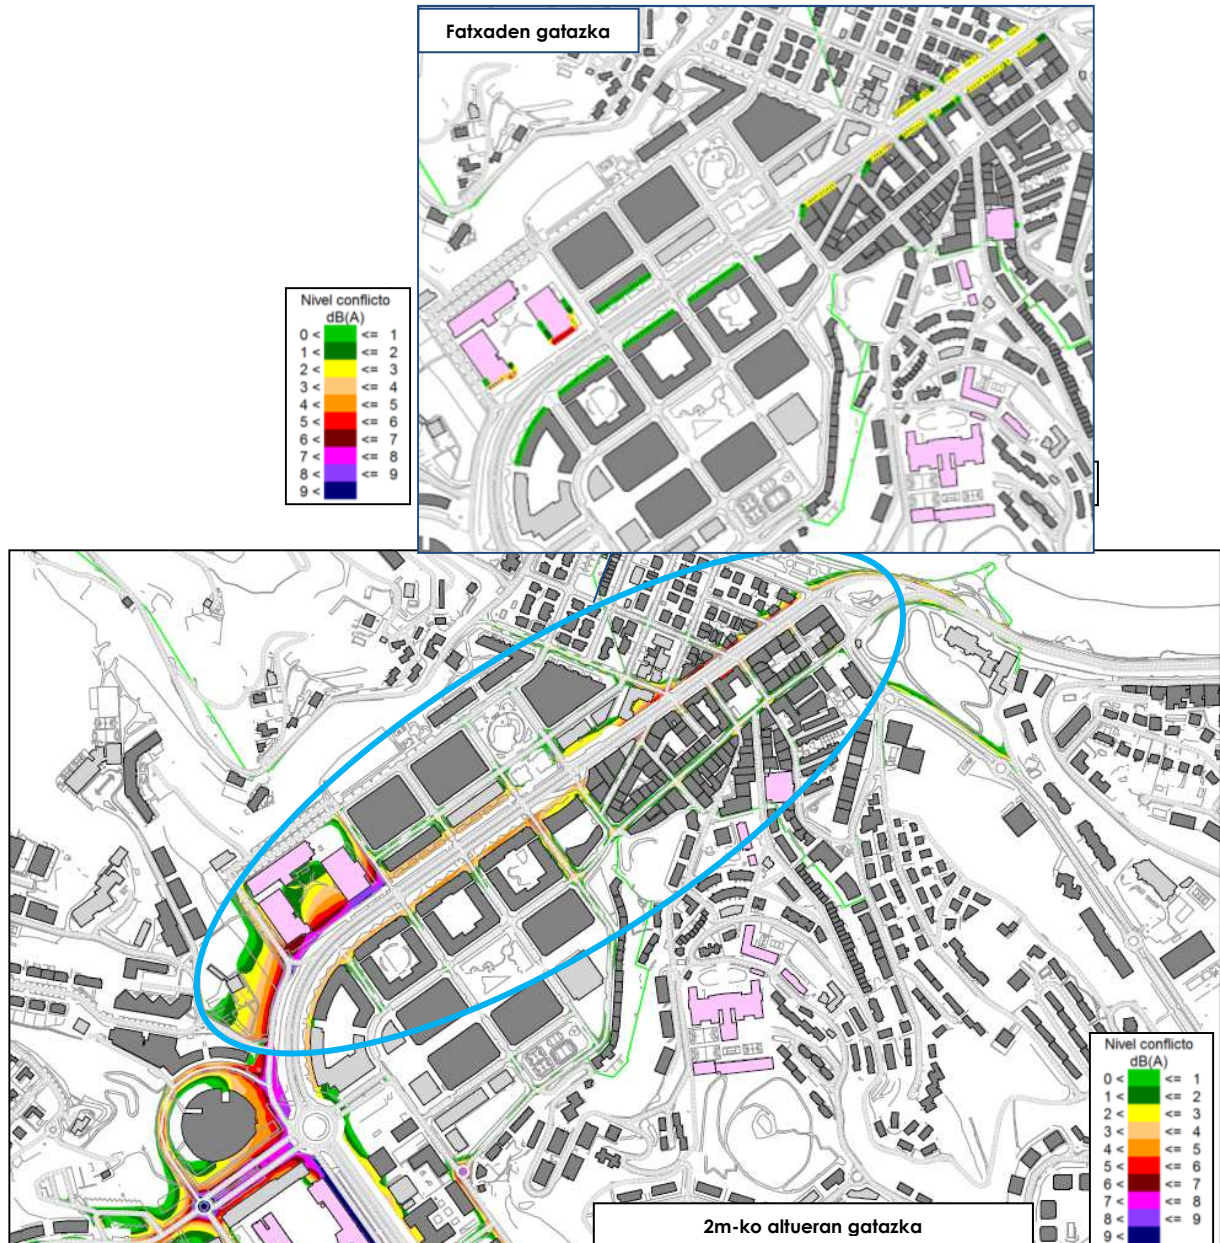 Fatxaden gatazka
Nivel conflicto
dB(A)
0 < <= 1
1 < <= 2
2 < <= 3
3 < <= 4
4 < <= 5
5 < <= 6
6 < <= 7
7 < <= 8
8 < <= 9
9 <
Nivel conflicto
dB(A)
0 < <= 1
1 < <= 2
2 < <= 3
3 < <= 4
4 < <= 5
5 < <= 6
6 < <= 7
7 < <= 8
8 < <= 9
9 <
2m-ko altueran gatazka